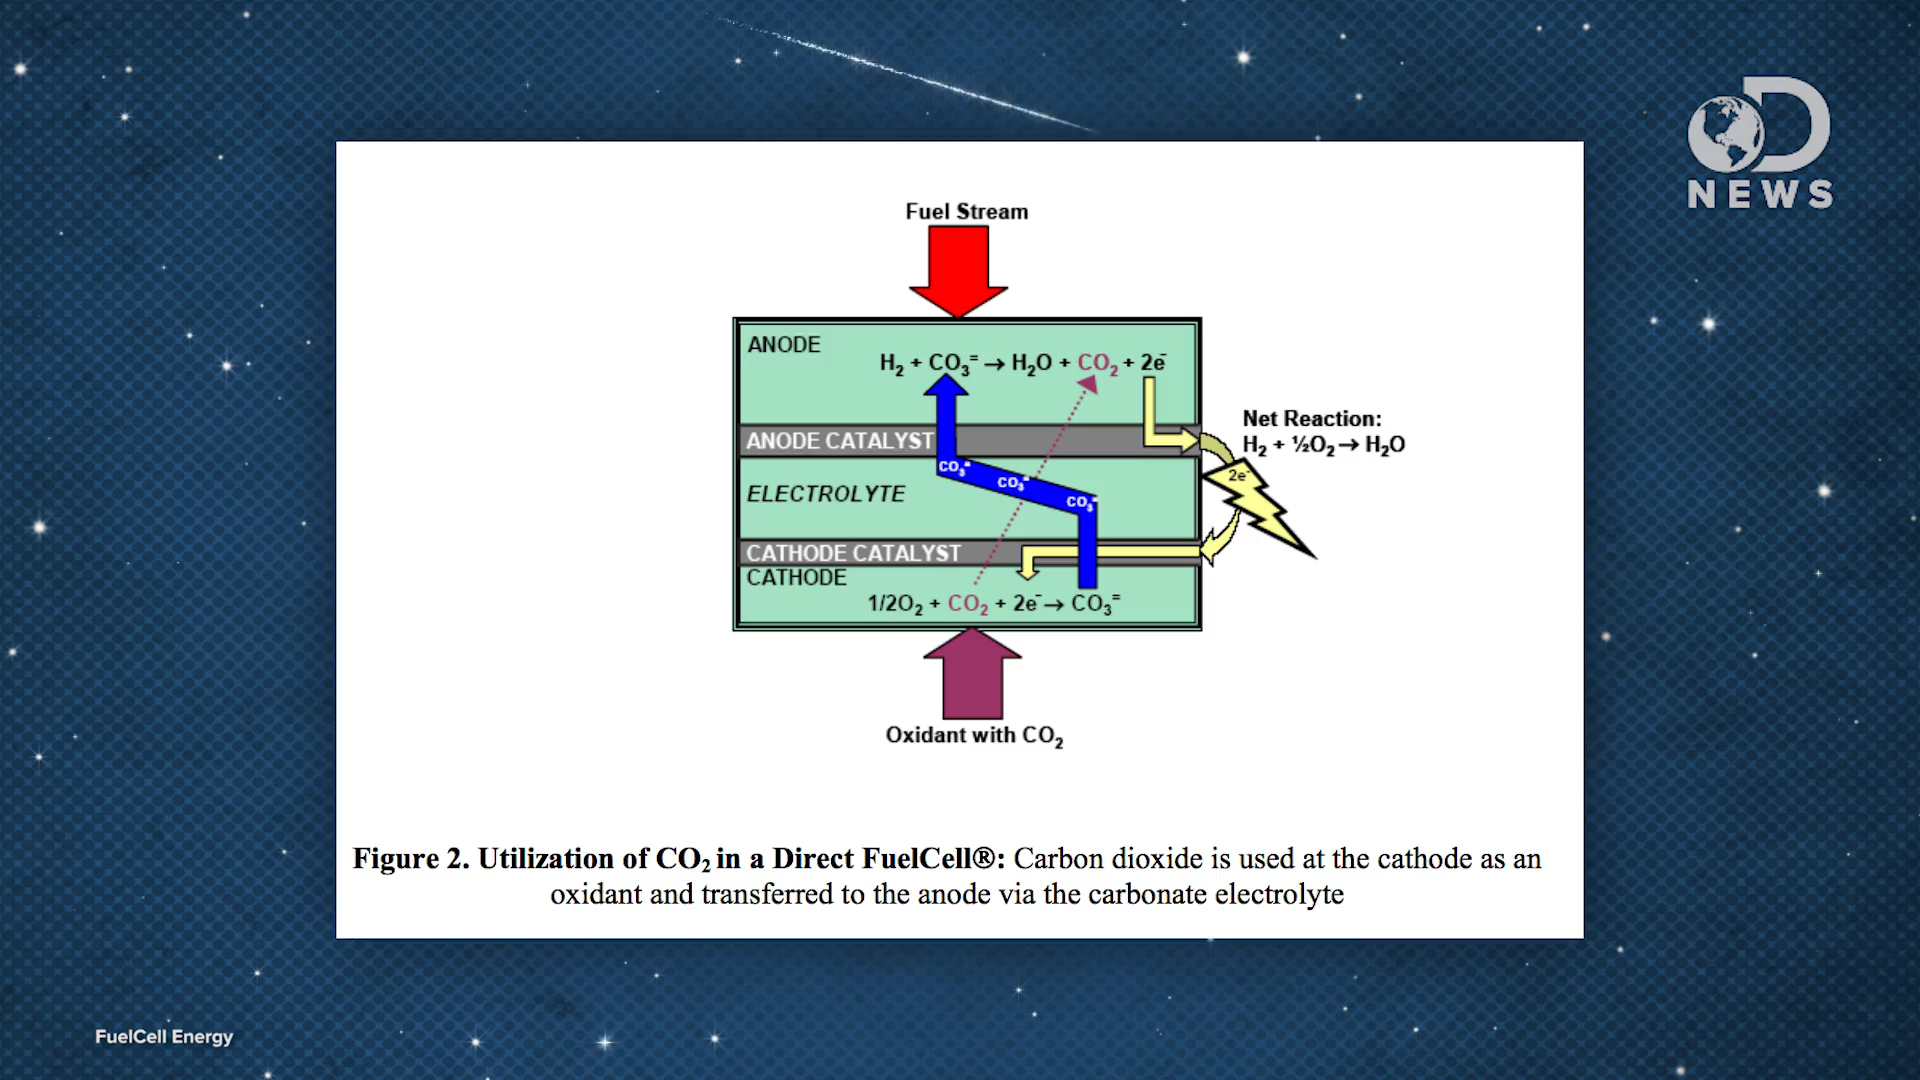 D
NEWS
Fuel Stream
ANODE
H₂ + CO₃⁼ → H₂O + CO₂ + 2e⁻
ANODE CATALYST
Net Reaction:
H₂ + ½O₂ → H₂O
CO₃⁼
CO₃⁼
CO₃⁼
2e⁻
ELECTROLYTE
CATHODE CATALYST
CATHODE
1/2O₂ + CO₂ + 2e⁻ → CO₃⁼
Oxidant with CO₂
Figure 2. Utilization of CO₂ in a Direct FuelCell®: Carbon dioxide is used at the cathode as an
oxidant and transferred to the anode via the carbonate electrolyte
FuelCell Energy